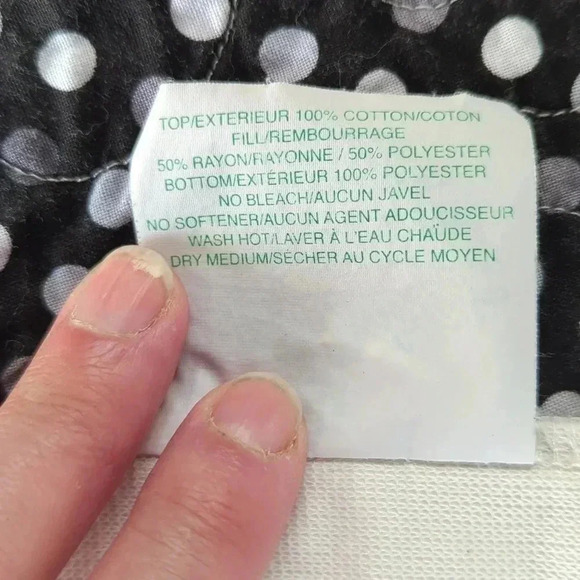 TOP/EXTERIEUR 100% COTTON/COTON
FILL/REMBOURRAGE
50% RAYON/RAYONNE / 50% POLYESTER
BOTTOM/EXTÉRIEUR 100% POLYESTER
NO BLEACH/AUCUN JAVEL
NO SOFTENER/AUCUN AGENT ADOUCISSEUR
WASH HOT/LAVER À L'EAU CHAÜDE
DRY MEDIUM/SÉCHER AU CYCLE MOYEN